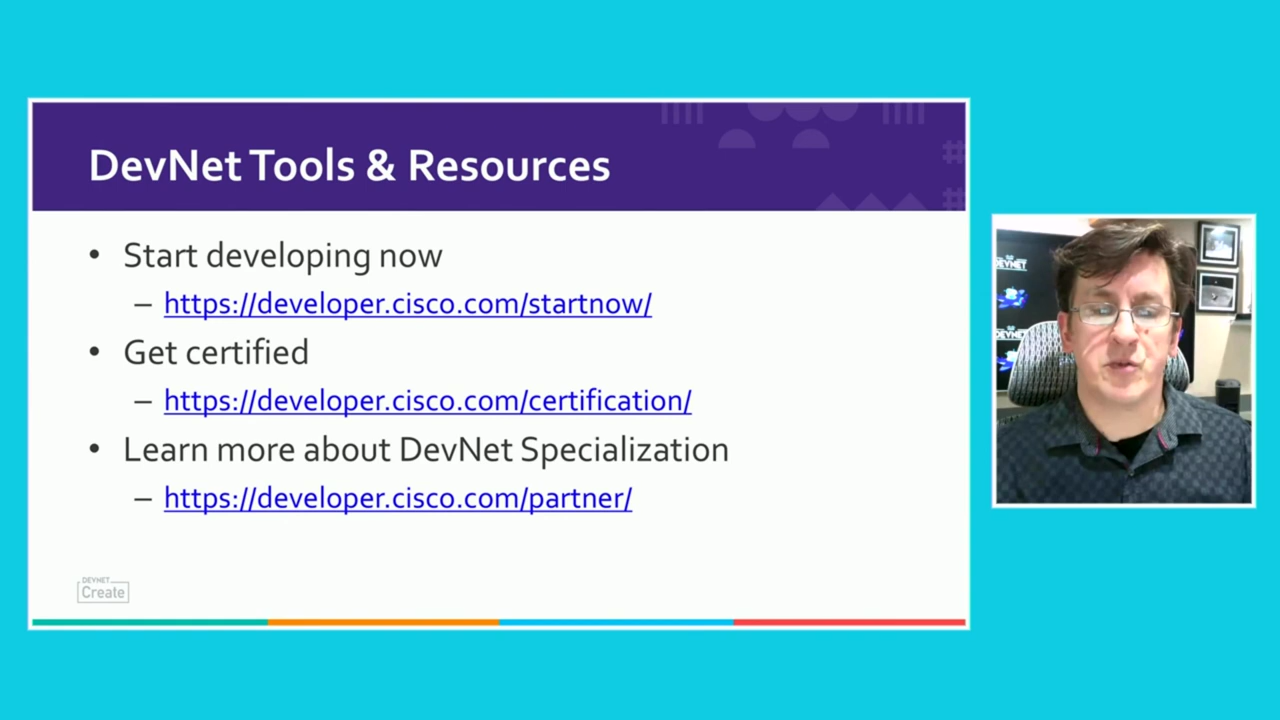 DevNet Tools & Resources
• Start developing now
– https://developer.cisco.com/startnow/
• Get certified
– https://developer.cisco.com/certification/
• Learn more about DevNet Specialization
– https://developer.cisco.com/partner/
DEVNET
Create
DEVNET